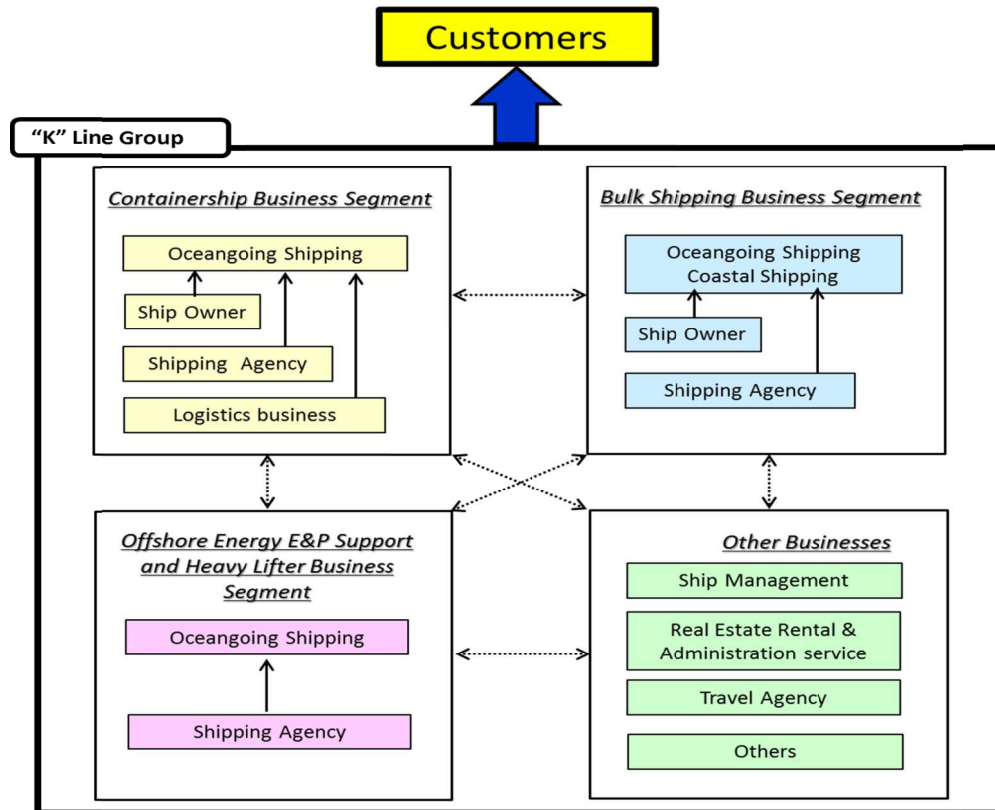 Customers
“K” Line Group
Containership Business Segment
Oceangoing Shipping
Ship Owner
Shipping Agency
Logistics business
Bulk Shipping Business Segment
Oceangoing Shipping
Coastal Shipping
Ship Owner
Shipping Agency
Offshore Energy E&P Support
and Heavy Lifter Business
Segment
Oceangoing Shipping
Shipping Agency
Other Businesses
Ship Management
Real Estate Rental &
Administration service
Travel Agency
Others